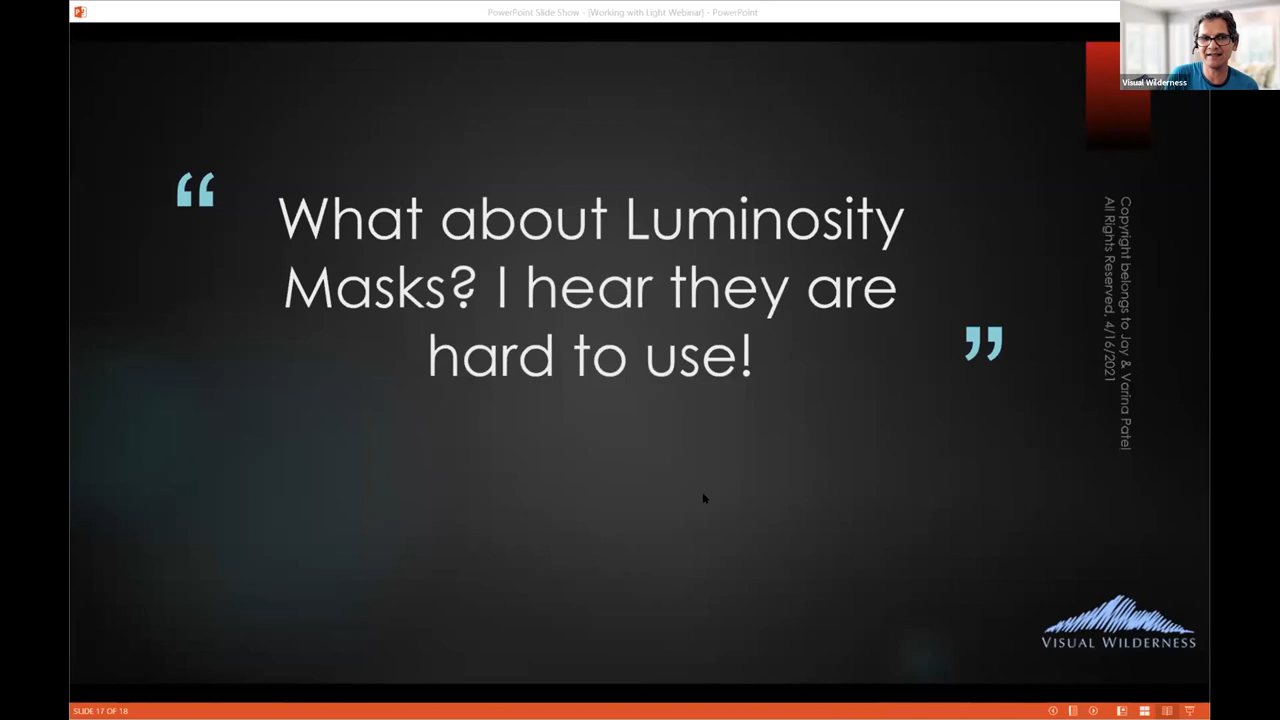 PowerPoint Slide Show - [Working with Light Webinar] - PowerPoint
Visual Wilderness
“
What about Luminosity
Masks? I hear they are
hard to use!
”
Copyright belongs to Jay & Varina Patel
All Rights Reserved, 4/16/2021
VISUAL WILDERNESS
SLIDE 17 OF 18